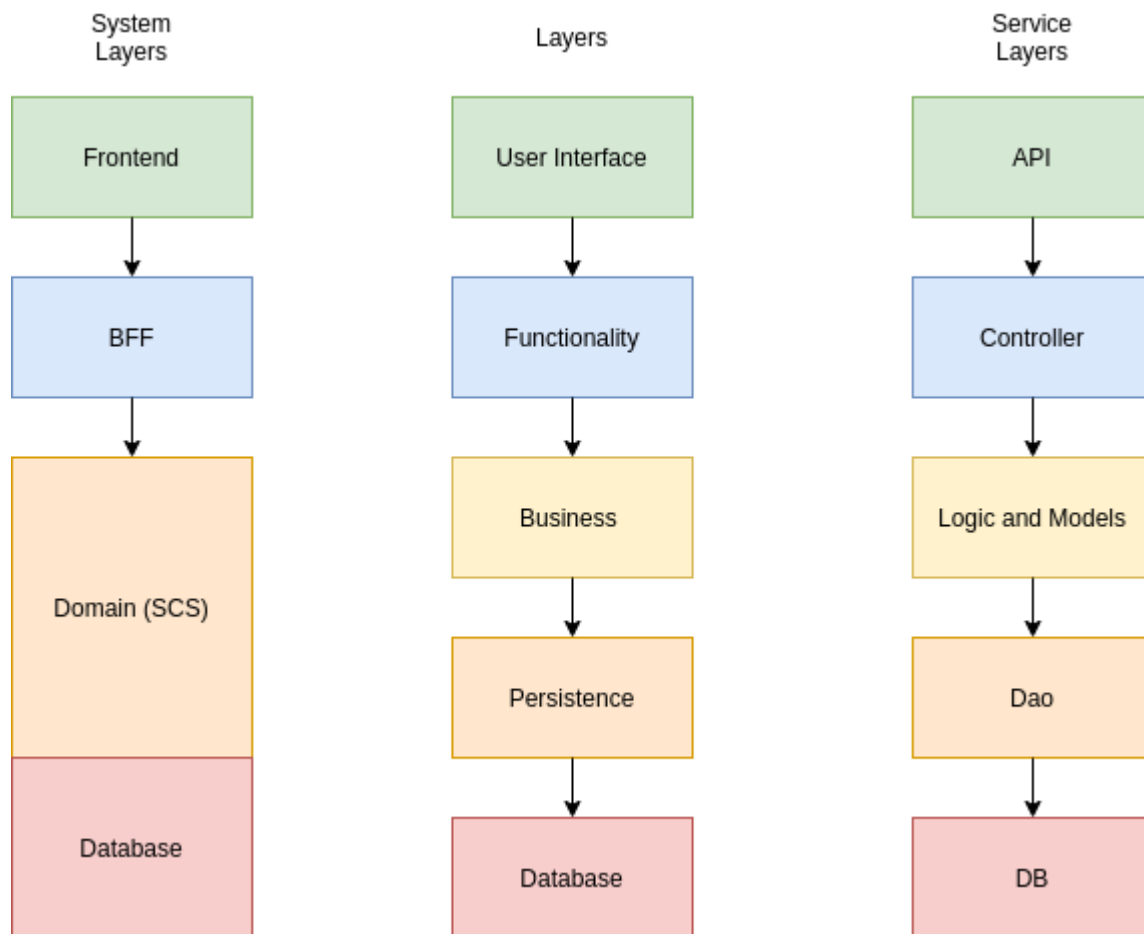 System
Layers
Layers
Service
Layers
Frontend
User Interface
API
BFF
Functionality
Controller
Business
Logic and Models
Domain (SCS)
Persistence
Dao
Database
Database
DB